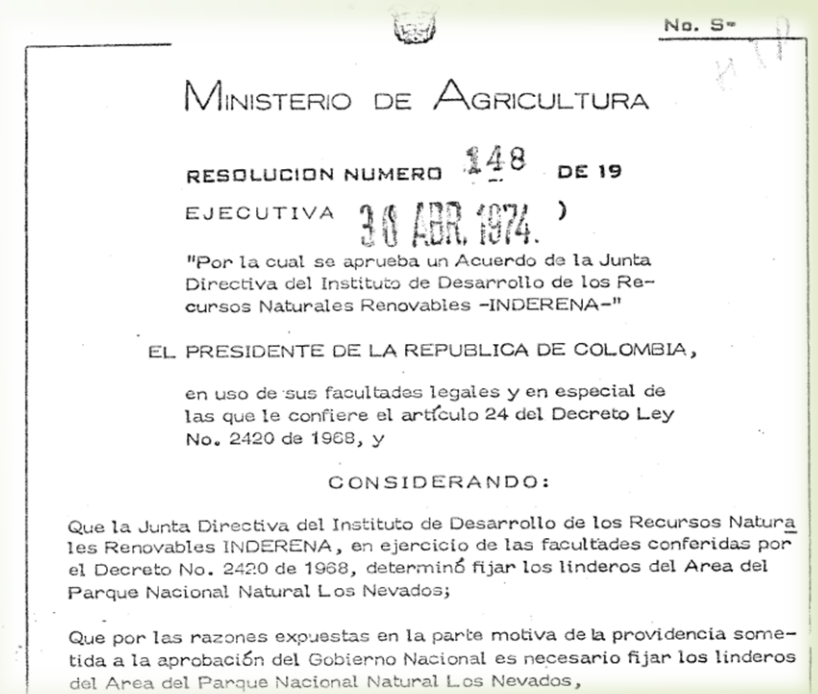 No. S-
MINISTERIO DE AGRICULTURA
RESOLUCION NUMERO 148 DE 19
EJECUTIVA 30 ABR. 1974. )
"Por la cual se aprueba un Acuerdo de la Junta
Directiva del Instituto de Desarrollo de los Re-
cursos Naturales Renovables -INDERENA-"
EL PRESIDENTE DE LA REPUBLICA DE COLOMBIA,
en uso de sus facultades legales y en especial de
las que le confiere el artículo 24 del Decreto Ley
No. 2420 de 1968, y
CONSIDERANDO:
Que la Junta Directiva del Instituto de Desarrollo de los Recursos Natura
les Renovables INDERENA, en ejercicio de las facultades conferidas por
el Decreto No. 2420 de 1968, determinó fijar los linderos del Area del
Parque Nacional Natural Los Nevados;
Que por las razones expuestas en la parte motiva de la providencia some-
tida a la aprobación del Gobierno Nacional es necesario fijar los linderos
del Area del Parque Nacional Natural Los Nevados,